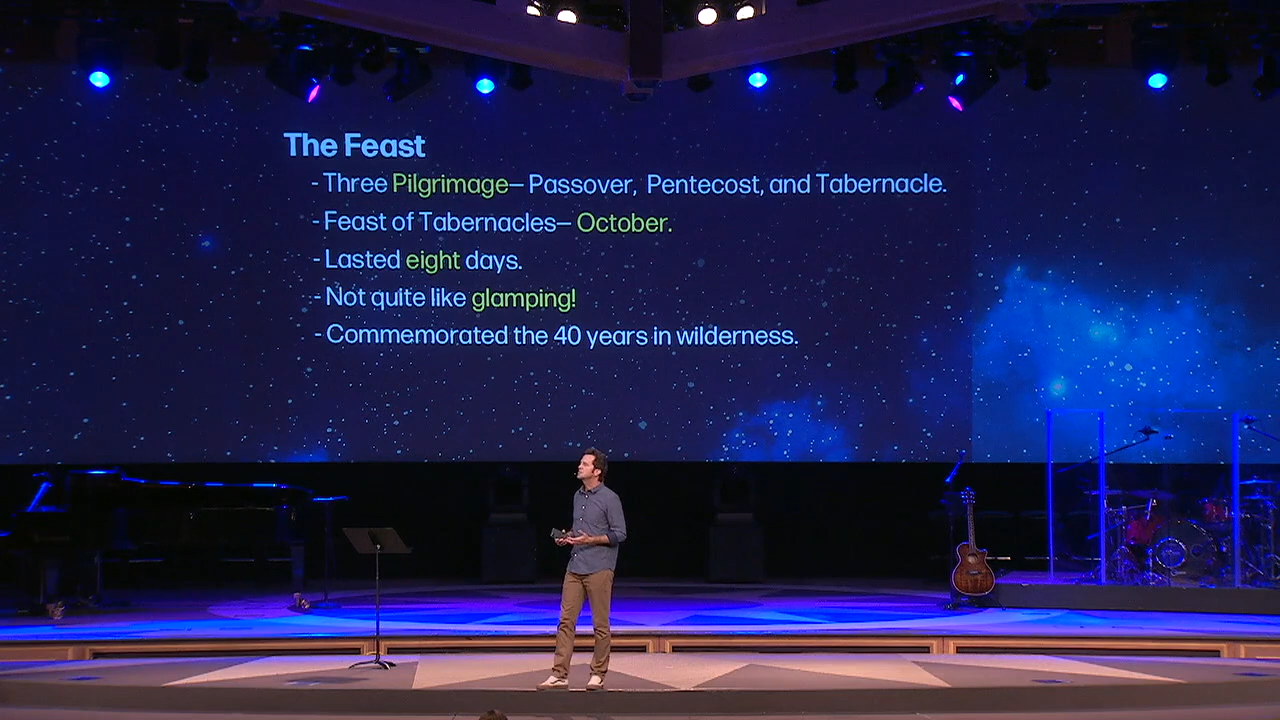 The Feast
- Three Pilgrimage– Passover, Pentecost, and Tabernacle.
- Feast of Tabernacles– October.
- Lasted eight days.
- Not quite like glamping!
- Commemorated the 40 years in wilderness.